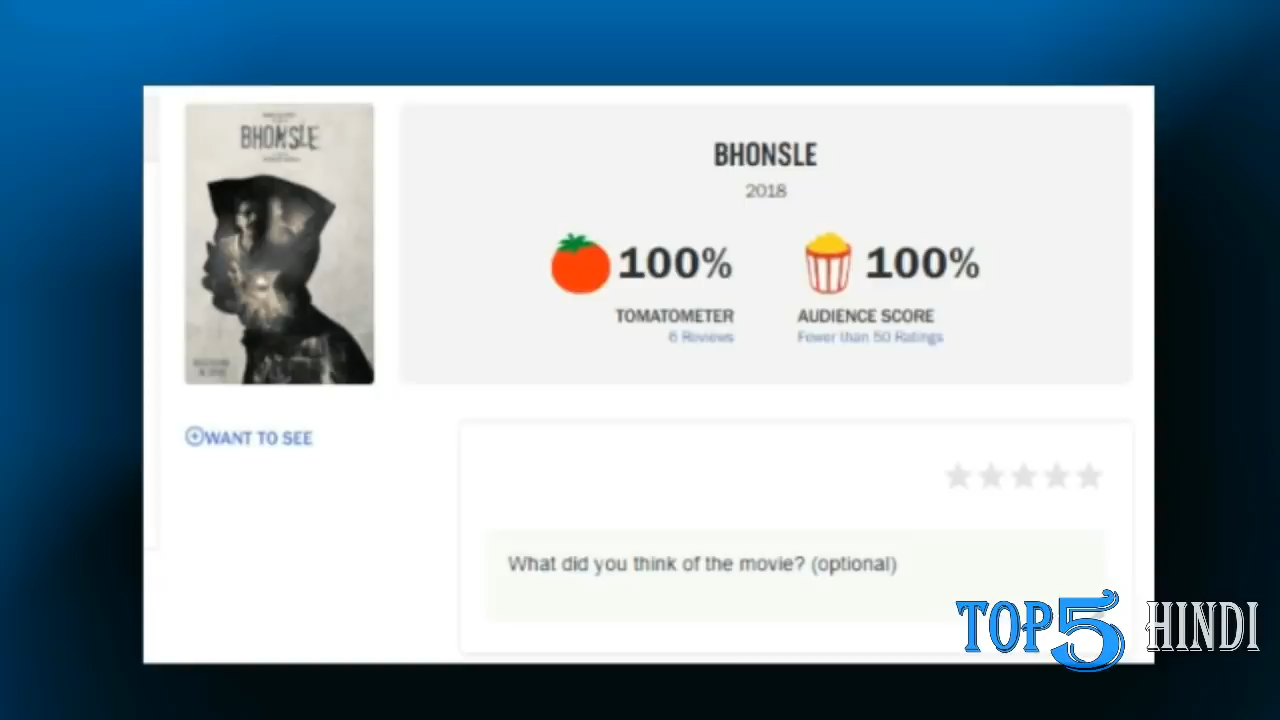 BHONSLE
BHONSLE
2018
100%
100%
TOMATOMETER
AUDIENCE SCORE
6 Reviews
Fewer than 50 Ratings
WANT TO SEE
What did you think of the movie? (optional)
TOP5 HINDI